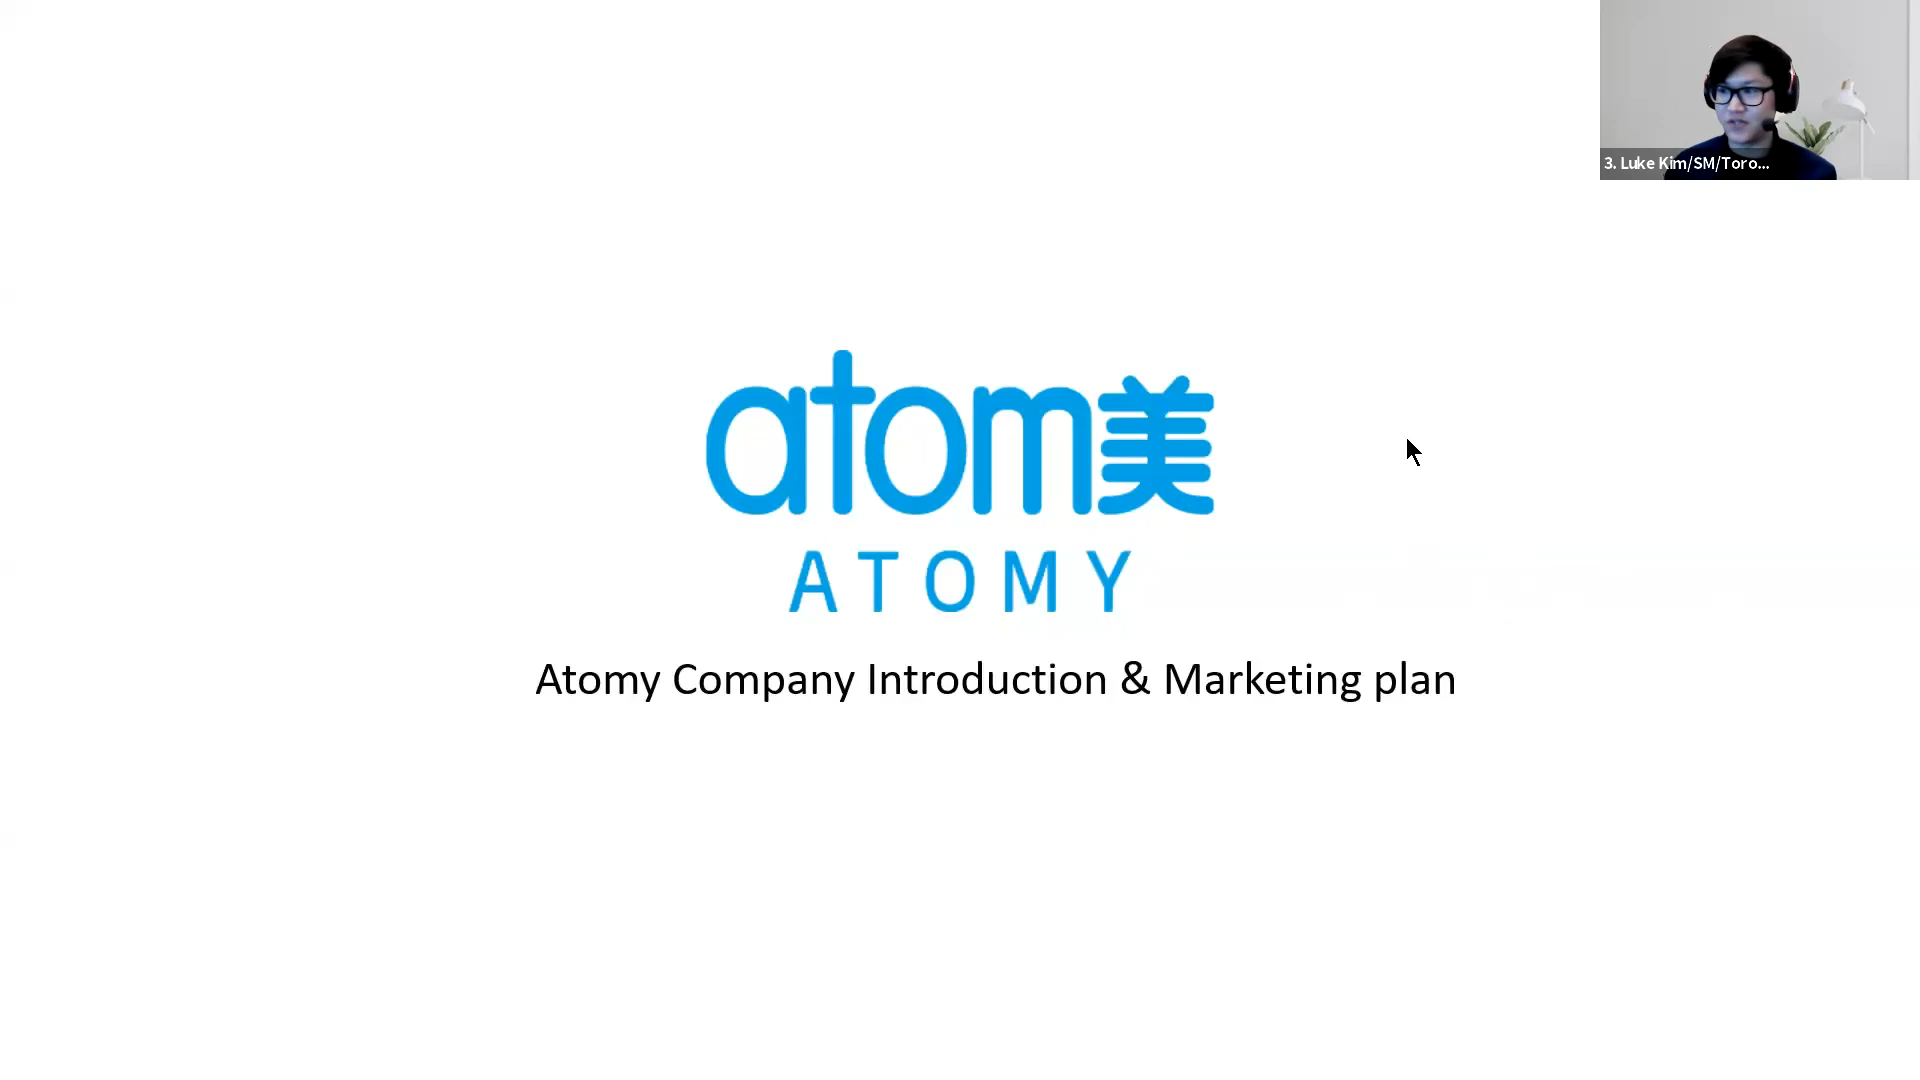 3. Luke Kim/SM/Toro...
atom美
ATOMY
Atomy Company Introduction & Marketing plan